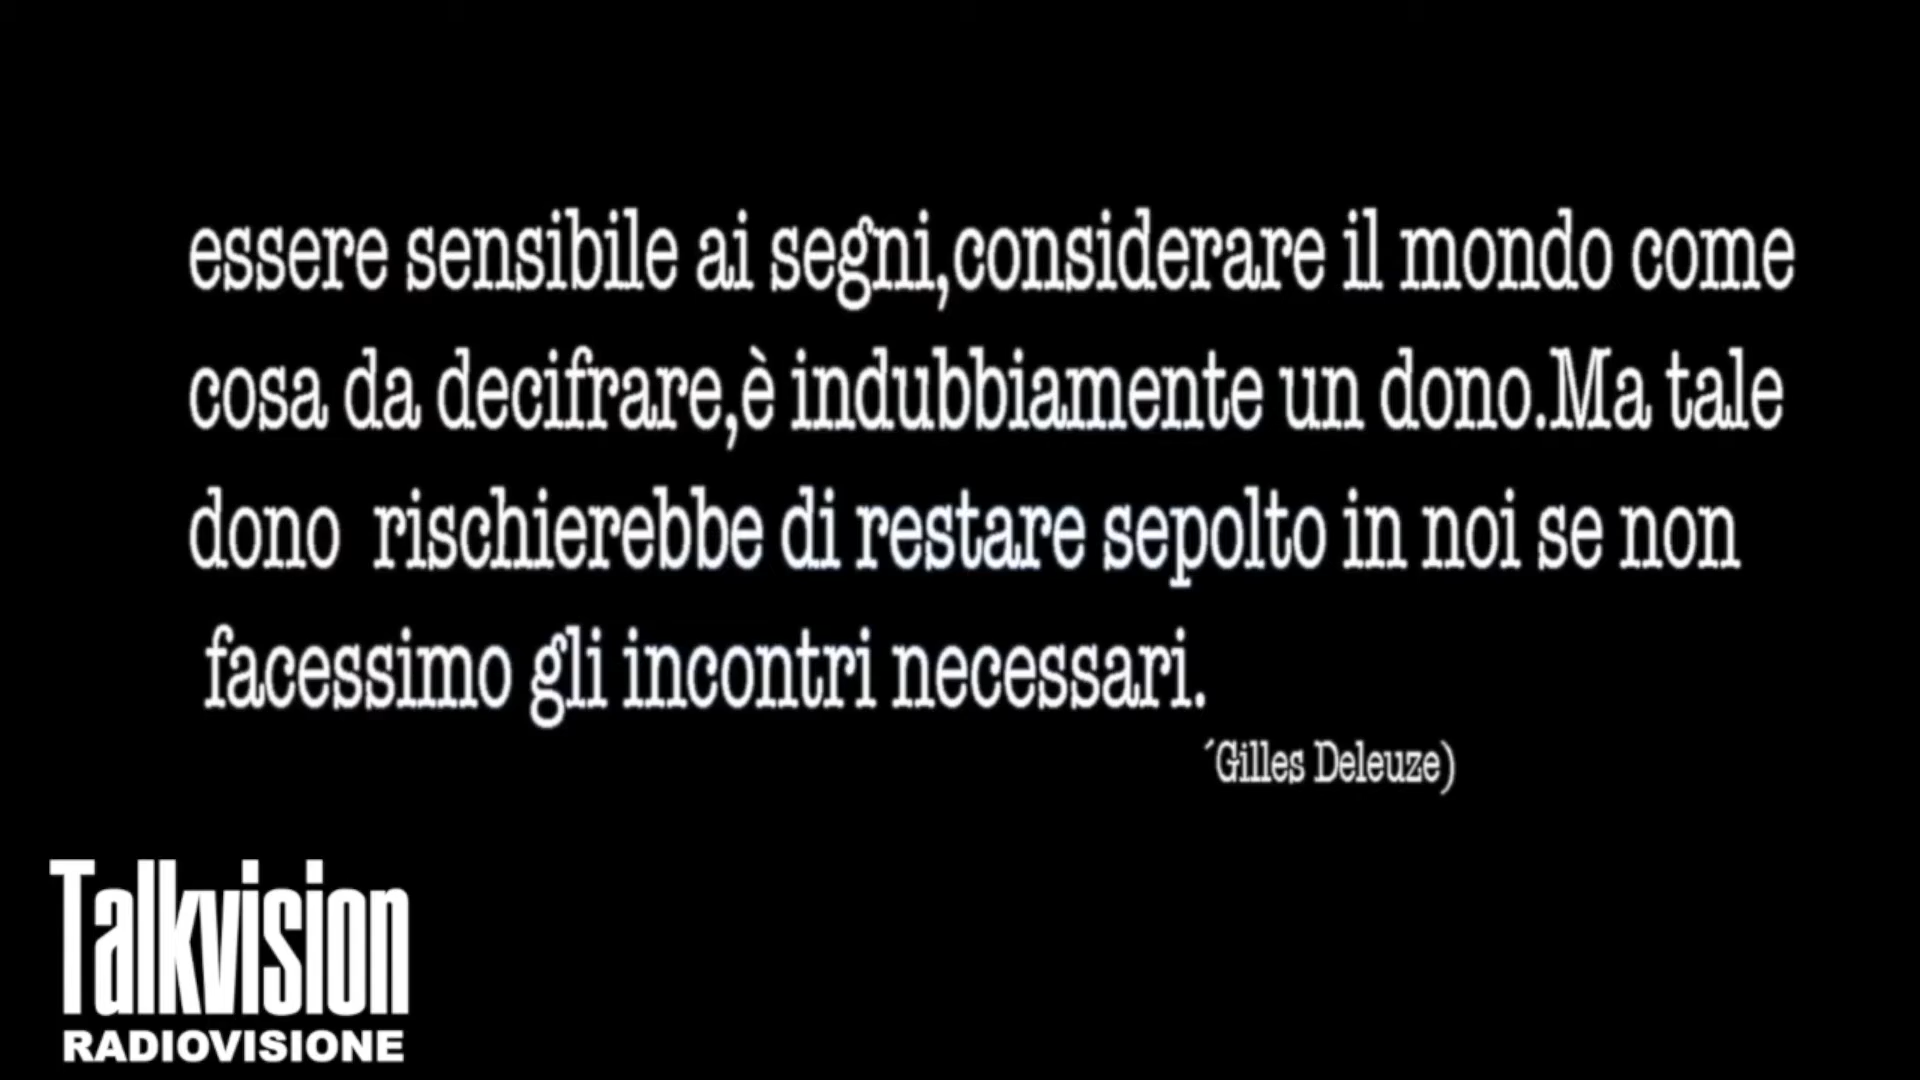 essere sensibile ai segni,considerare il mondo come
cosa da decifrare,è indubbiamente un dono.Ma tale
dono  rischierebbe di restare sepolto in noi se non
facessimo gli incontri necessari.
´Gilles Deleuze)
Talkvision
RADIOVISIONE